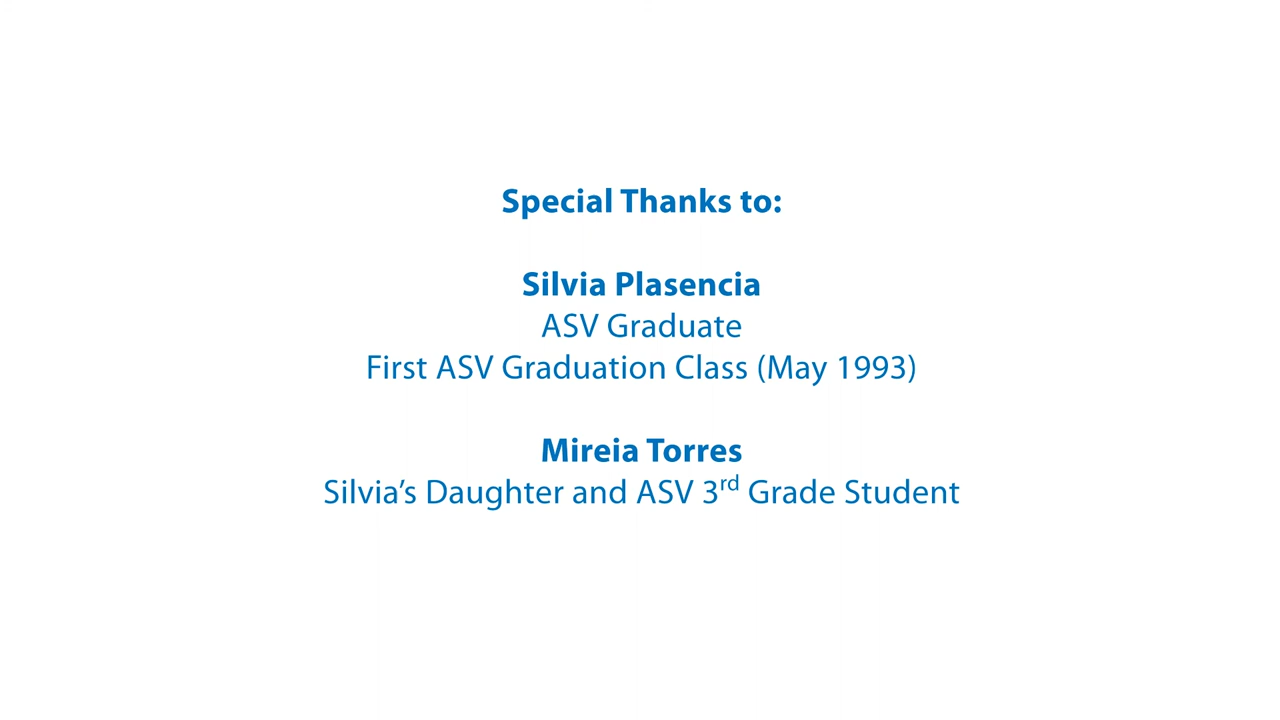 Special Thanks to:
Silvia Plasencia
ASV Graduate
First ASV Graduation Class (May 1993)
Mireia Torres
Silvia’s Daughter and ASV 3rd Grade Student